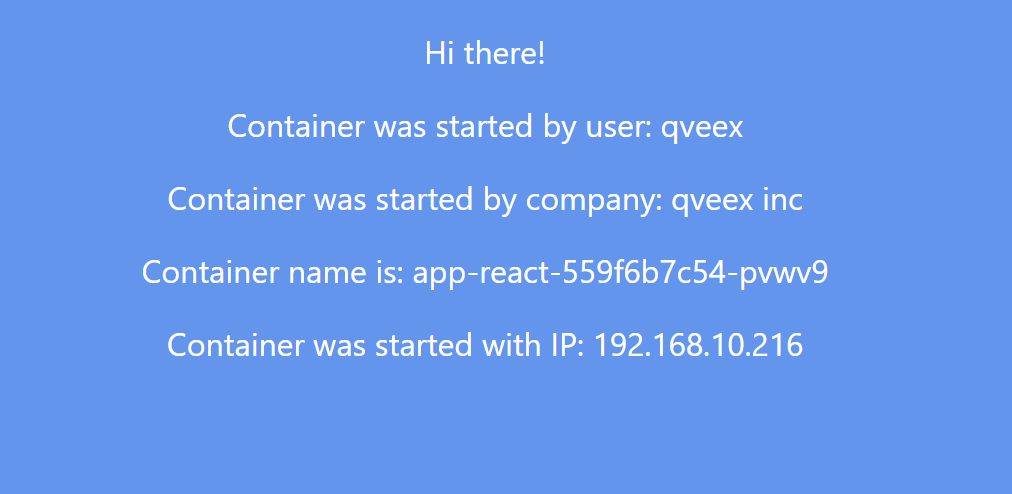 Hi there!
Container was started by user: qveex
Container was started by company: qveex inc
Container name is: app-react-559f6b7c54-pvwv9
Container was started with IP: 192.168.10.216